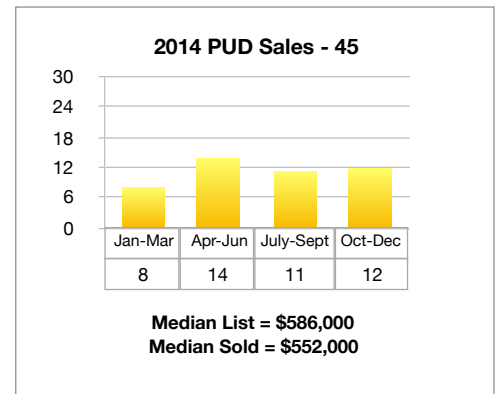 2014 PUD Sales - 45
30
24
18
12
6
0
Jan-Mar Apr-Jun July-Sept Oct-Dec
8 14 11 12
Median List = $586,000
Median Sold = $552,000